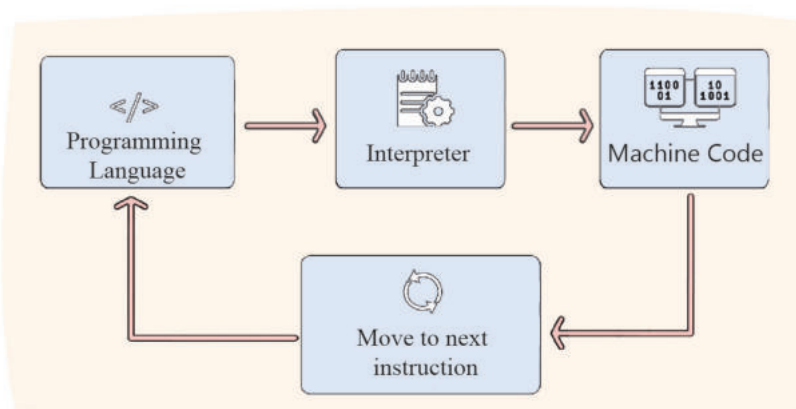 </>
Programming
Language
Interpreter
1100
01
10
1001
Machine Code
Move to next
instruction